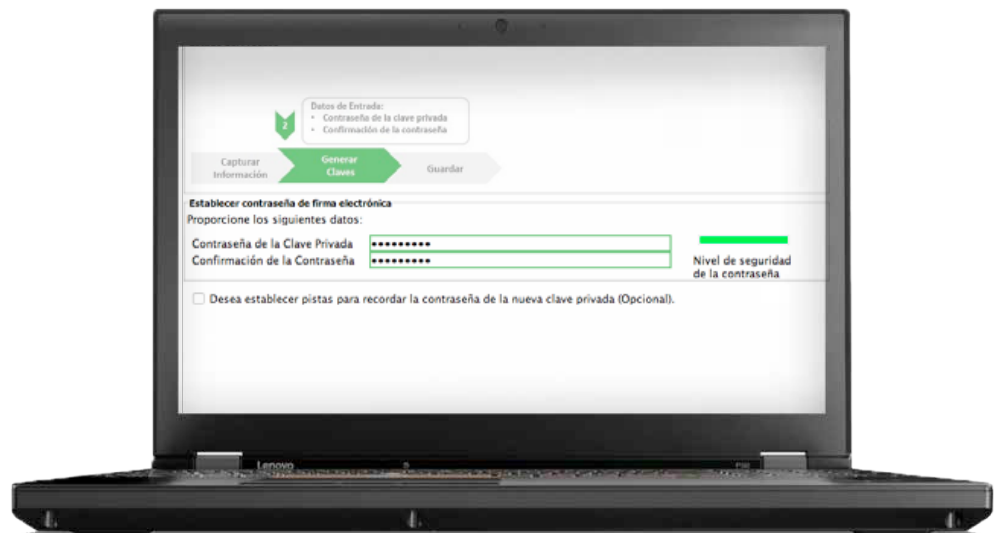 Datos de Entrada:
• Contraseña de la clave privada
• Confirmación de la contraseña
2
Capturar
Información
Generar
Claves
Guardar
Establecer contraseña de firma electrónica
Proporcione los siguientes datos:
Contraseña de la Clave Privada •••••••••
Confirmación de la Contraseña •••••••••
Nivel de seguridad
de la contraseña
Desea establecer pistas para recordar la contraseña de la nueva clave privada (Opcional).
Lenovo